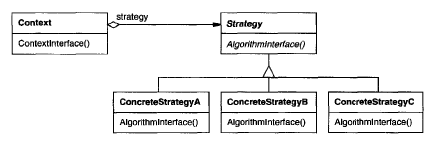 Context
strategy
Strategy
ContextInterface()
AlgorithmInterface()
ConcreteStrategyA
ConcreteStrategyB
ConcreteStrategyC
AlgorithmInterface()
AlgorithmInterface()
AlgorithmInterface()